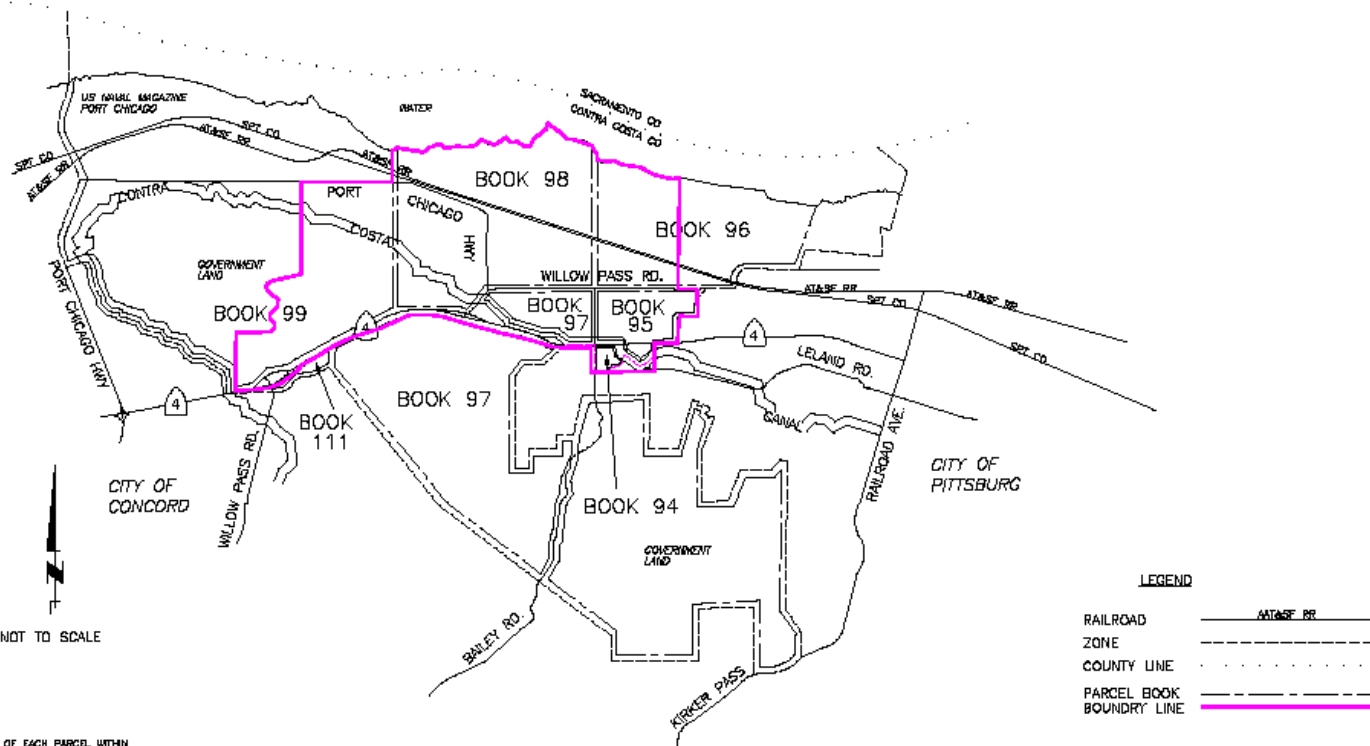 US NAVAL MAGAZINE
PORT CHICAGO
WATER
SACRAMENTO CO
CONTRA COSTA CO
SPT CO
AT&SF RR
SPT CO
AT&SF RR
AT&SF RR
BOOK 98
CONTRA
PORT
CHICAGO
HWY
COSTA
BOOK 96
GOVERNMENT
LAND
WILLOW PASS RD.
PORT CHICAGO HWY
BOOK 99
BOOK
97
BOOK
95
AT&SF RR
SPT CO
AT&SF RR
SPT CO.
4
4
4
LELAND RD.
BOOK 97
BOOK
111
CANAL
RAILROAD AVE.
WILLOW PASS RD.
CITY OF
CONCORD
CITY OF
PITTSBURG
BOOK 94
GOVERNMENT
LAND
NOT TO SCALE
BAILEY RD.
KIRKER PASS
LEGEND
RAILROAD
AAT&SF RR
ZONE
COUNTY LINE
PARCEL BOOK
BOUNDRY LINE
OF EACH PARCEL WITHIN